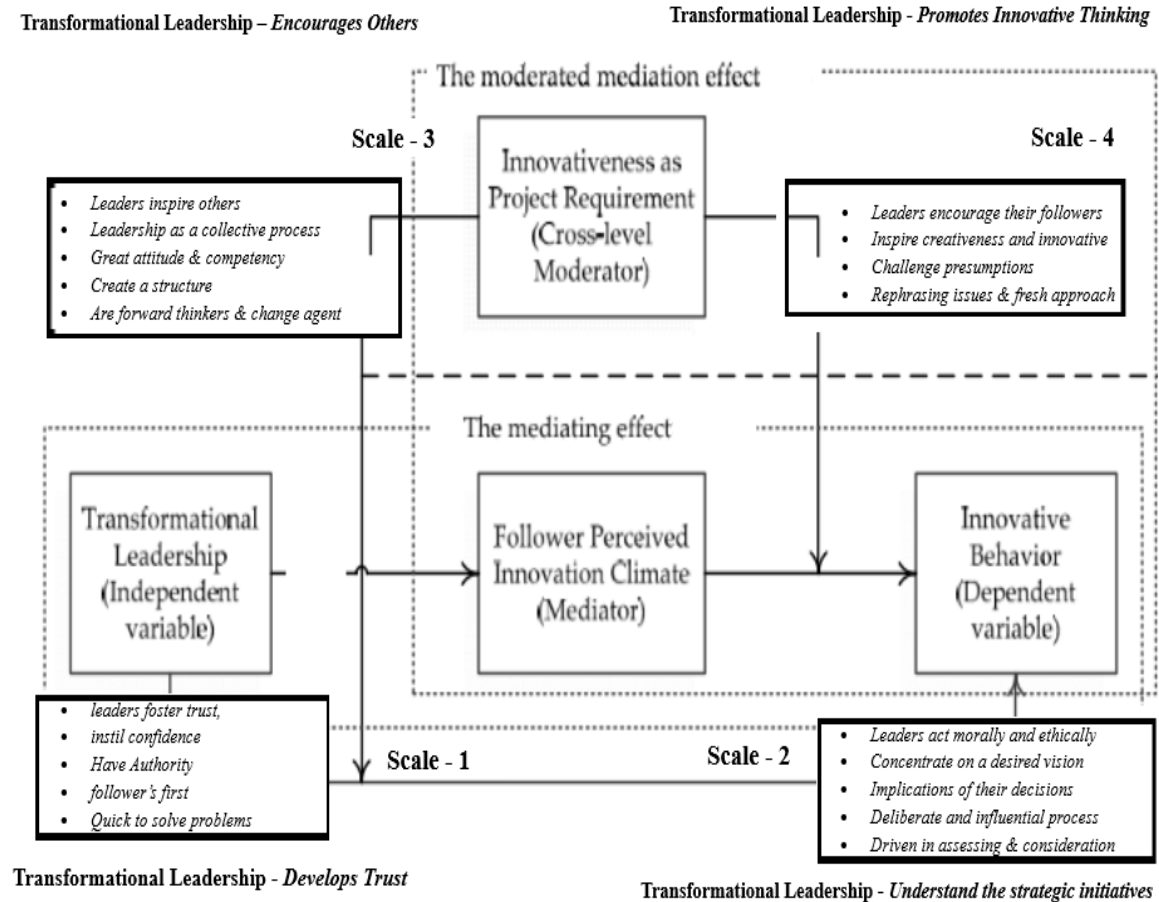 Transformational Leadership – Encourages Others
Transformational Leadership - Promotes Innovative Thinking
The moderated mediation effect
Scale - 3
Scale - 4
Innovativeness as
Project Requirement
(Cross-level
Moderator)
• Leaders inspire others
• Leadership as a collective process
• Great attitude & competency
• Create a structure
• Are forward thinkers & change agent
• Leaders encourage their followers
• Inspire creativeness and innovative
• Challenge presumptions
• Rephrasing issues & fresh approach
The mediating effect
Transformational
Leadership
(Independent
variable)
Follower Perceived
Innovation Climate
(Mediator)
Innovative
Behavior
(Dependent
variable)
• leaders foster trust,
• instil confidence
• Have Authority
• follower's first
• Quick to solve problems
Scale - 1
Scale - 2
• Leaders act morally and ethically
• Concentrate on a desired vision
• Implications of their decisions
• Deliberate and influential process
• Driven in assessing & consideration
Transformational Leadership - Develops Trust
Transformational Leadership - Understand the strategic initiatives